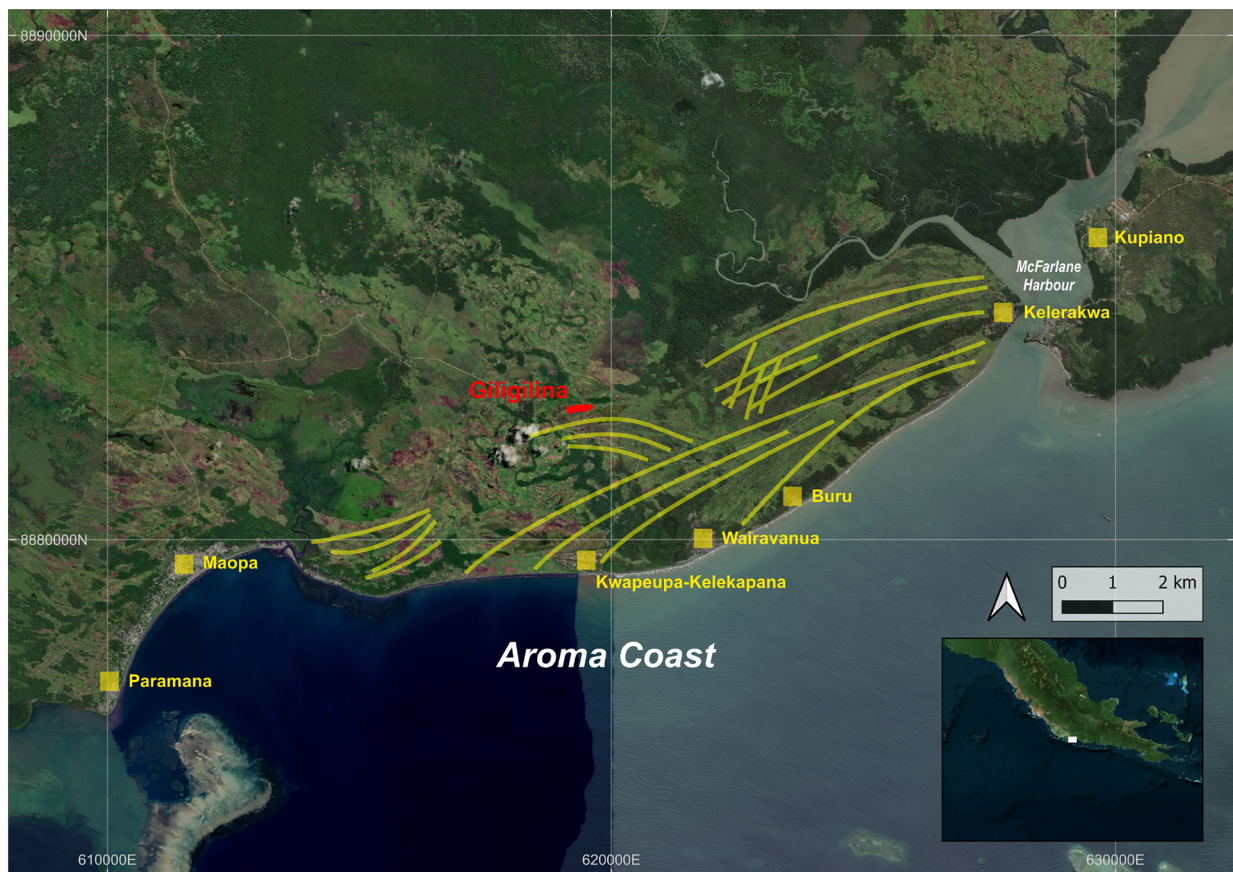 8890000N
Kupiano
McFarlane
Harbour
Kelerakwa
Giligilina
Buru
8880000N
Wairavanua
Maopa
Kwapeupa-Kelekapana
0 1 2 km
Aroma Coast
Paramana
610000E
620000E
630000E